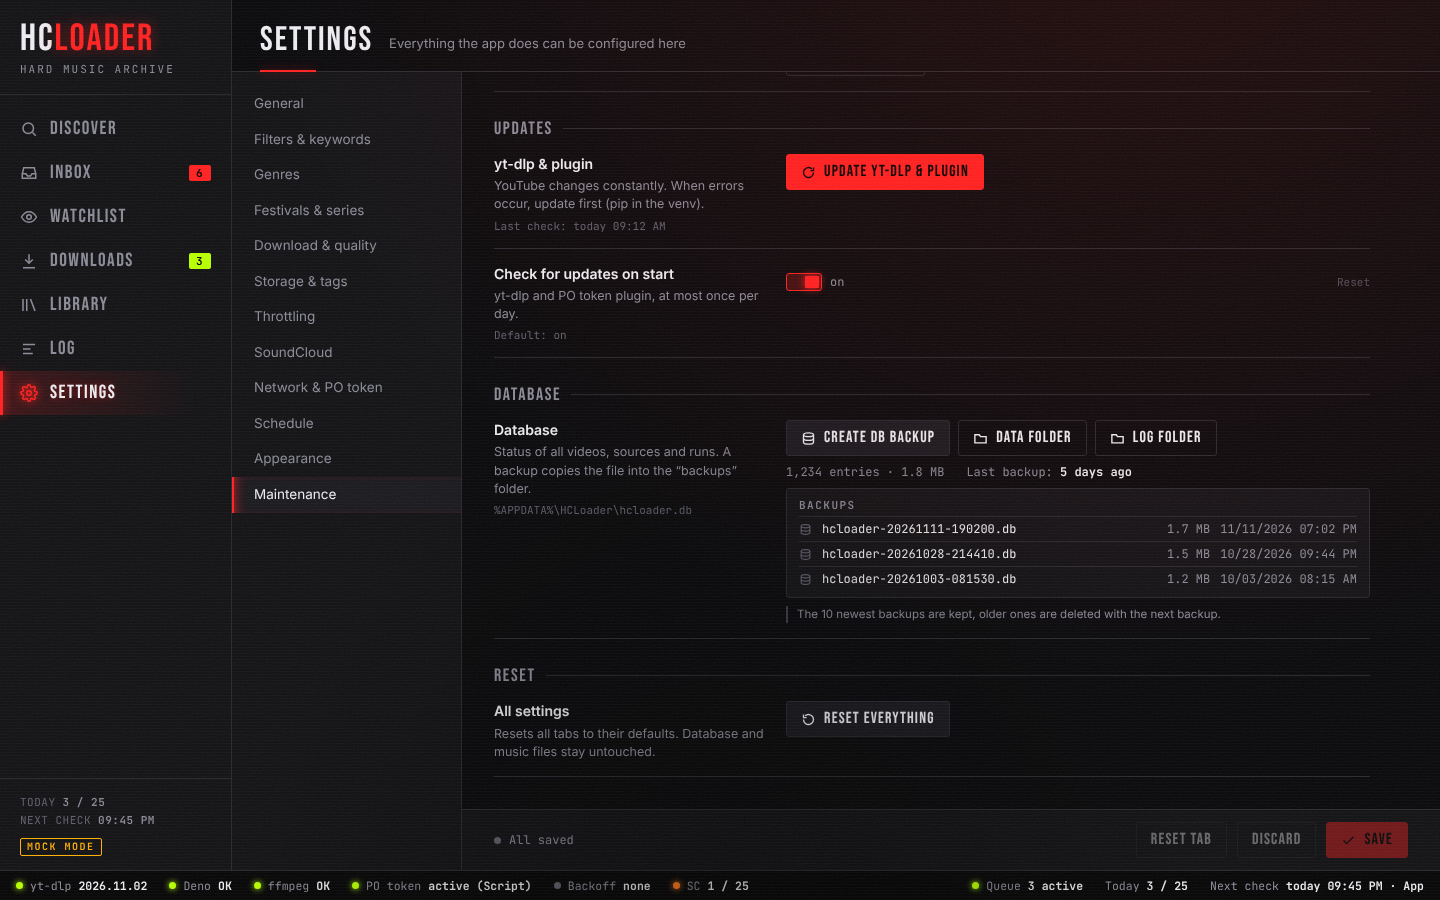 HCLOADER
HARD MUSIC ARCHIVE
DISCOVER
INBOX 6
WATCHLIST
DOWNLOADS 3
LIBRARY
LOG
SETTINGS
TODAY 3 / 25
NEXT CHECK 09:45 PM
MOCK MODE
SETTINGS Everything the app does can be configured here
General
Filters & keywords
Genres
Festivals & series
Download & quality
Storage & tags
Throttling
SoundCloud
Network & PO token
Schedule
Appearance
Maintenance
UPDATES
yt-dlp & plugin
YouTube changes constantly. When errors
occur, update first (pip in the venv).
Last check: today 09:12 AM
UPDATE YT-DLP & PLUGIN
Check for updates on start
yt-dlp and PO token plugin, at most once per
day.
Default: on
on
Reset
DATABASE
Database
Status of all videos, sources and runs. A
backup copies the file into the “backups”
folder.
%APPDATA%\HCLoader\hcloader.db
CREATE DB BACKUP DATA FOLDER LOG FOLDER
1,234 entries · 1.8 MB Last backup: 5 days ago
BACKUPS
hcloader-20261111-190200.db 1.7 MB 11/11/2026 07:02 PM
hcloader-20261028-214410.db 1.5 MB 10/28/2026 09:44 PM
hcloader-20261003-081530.db 1.2 MB 10/03/2026 08:15 AM
The 10 newest backups are kept, older ones are deleted with the next backup.
RESET
All settings
Resets all tabs to their defaults. Database and
music files stay untouched.
RESET EVERYTHING
All saved
RESET TAB DISCARD SAVE
yt-dlp 2026.11.02 Deno OK ffmpeg OK PO token active (Script) Backoff none SC 1 / 25 Queue 3 active Today 3 / 25 Next check today 09:45 PM · App